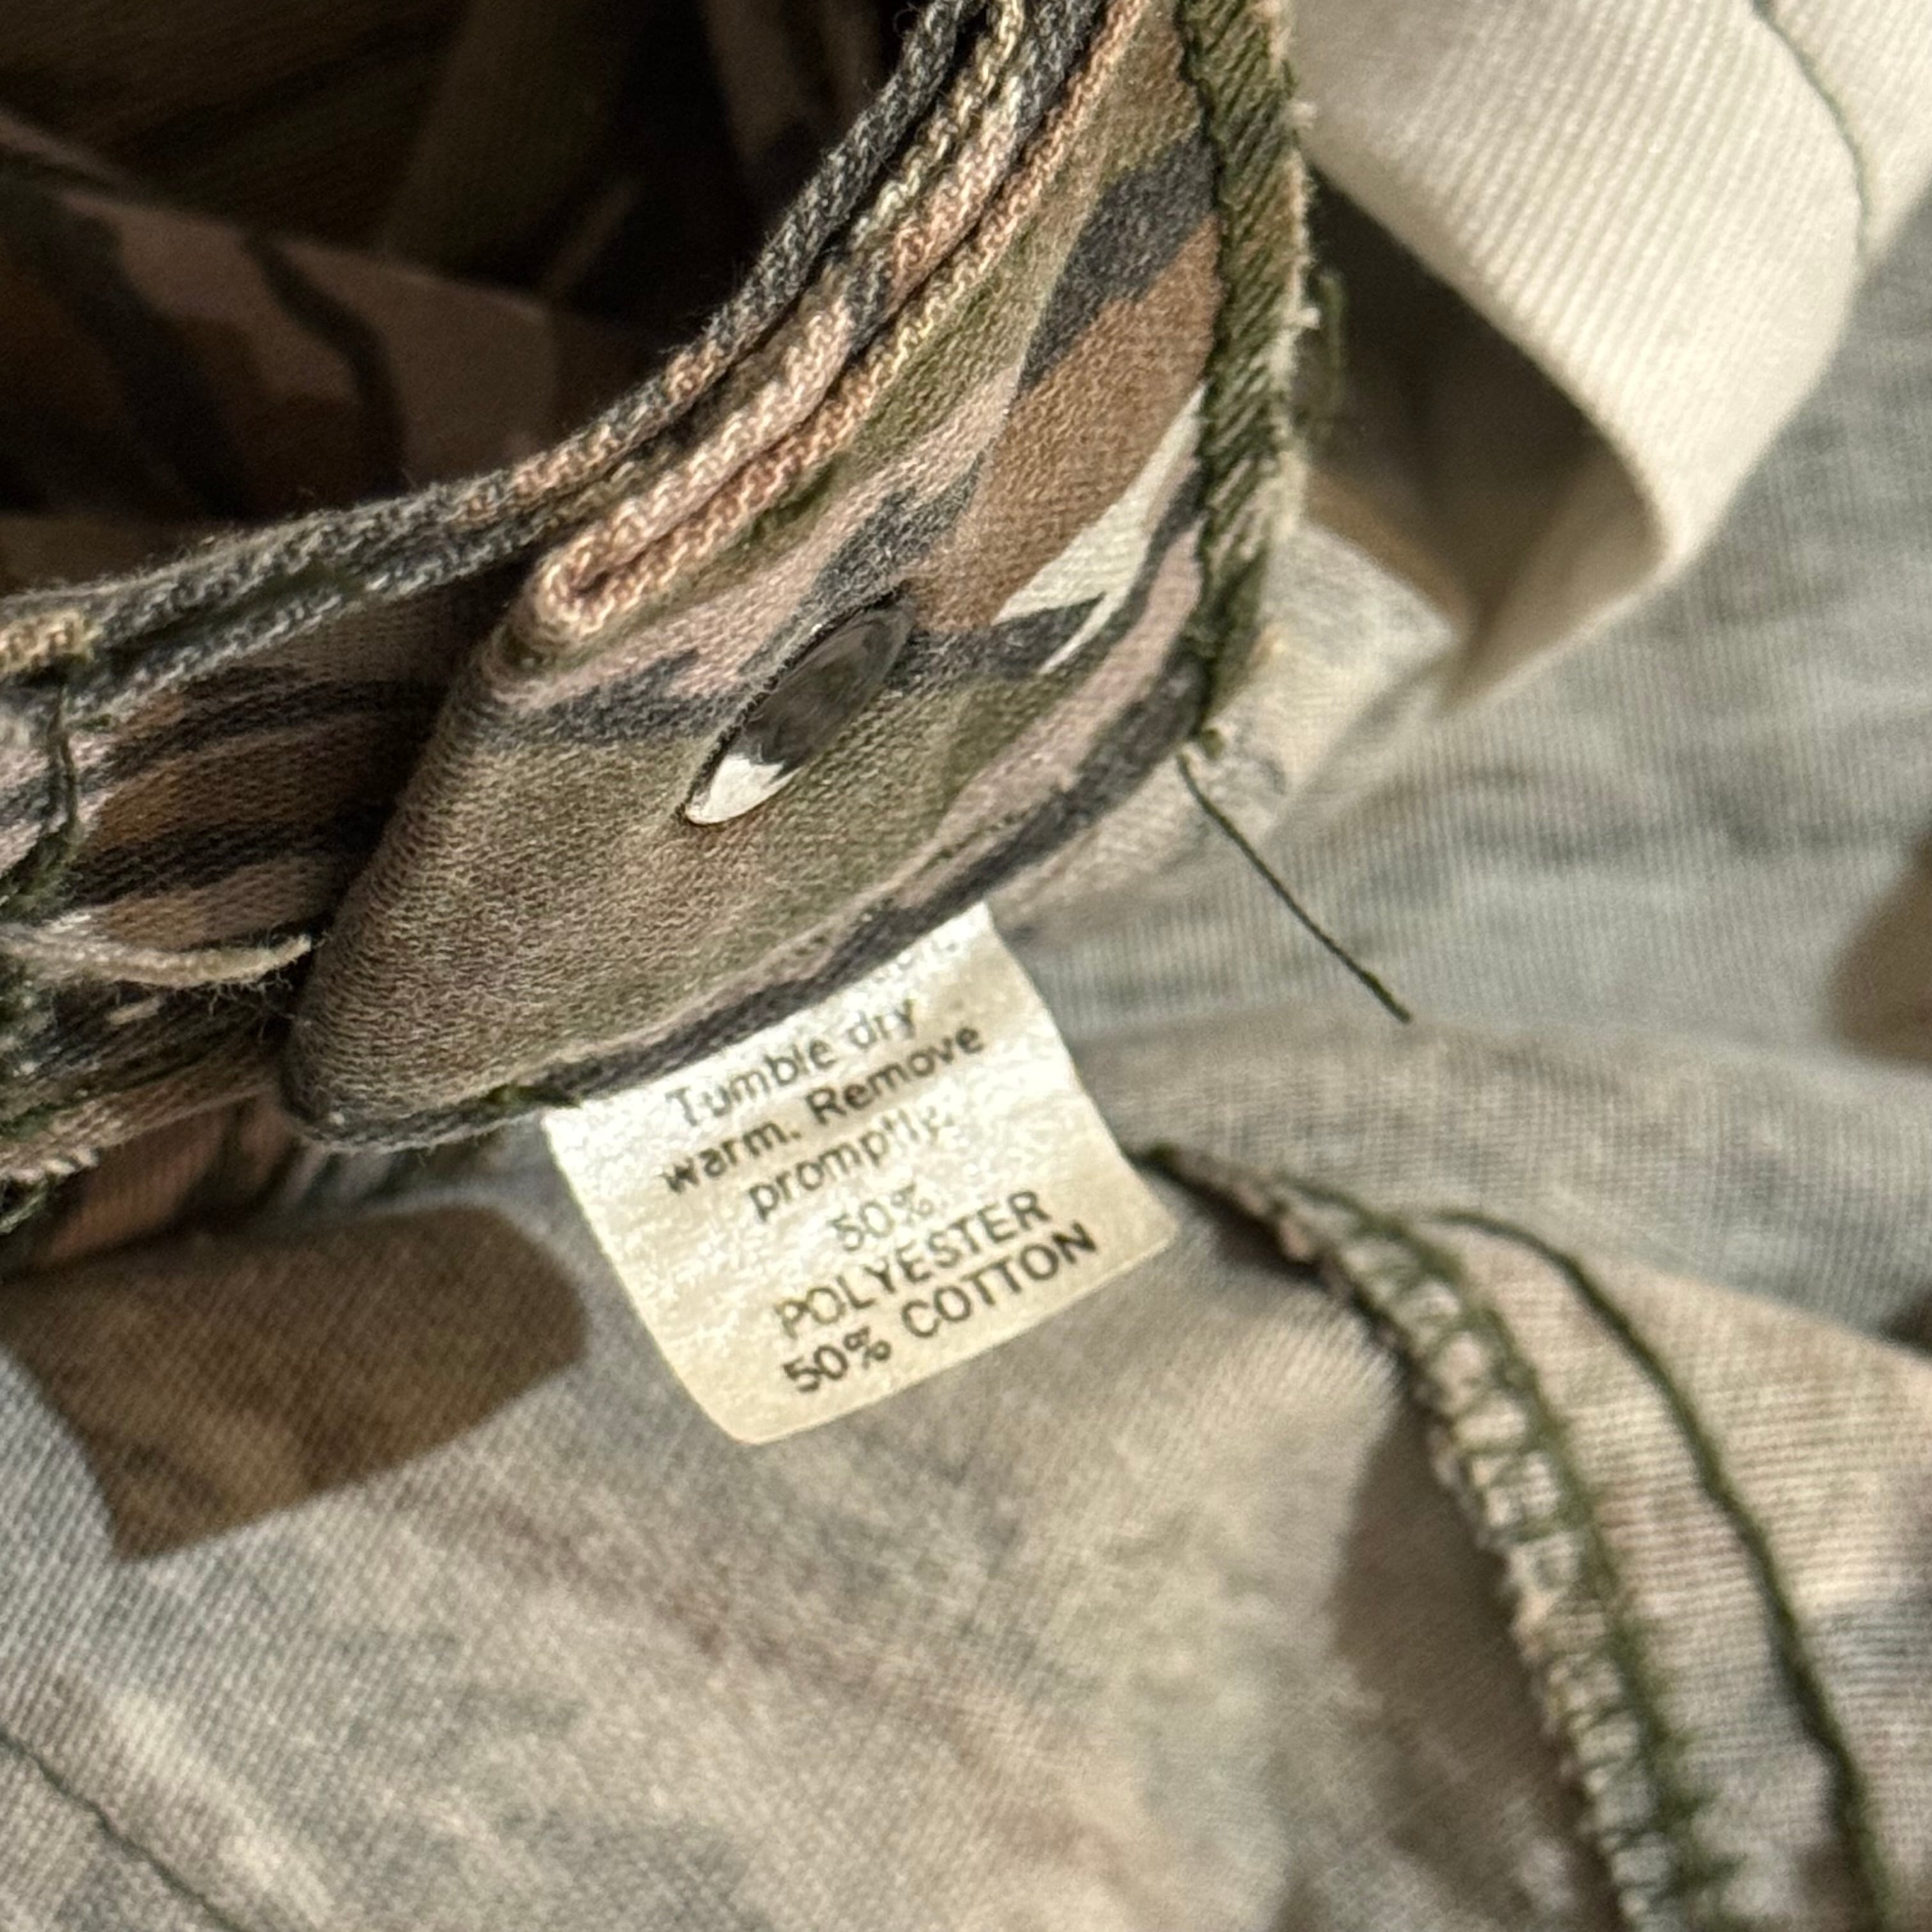 Tumble dry
warm. Remove
promptly.
50%
POLYESTER
50% COTTON